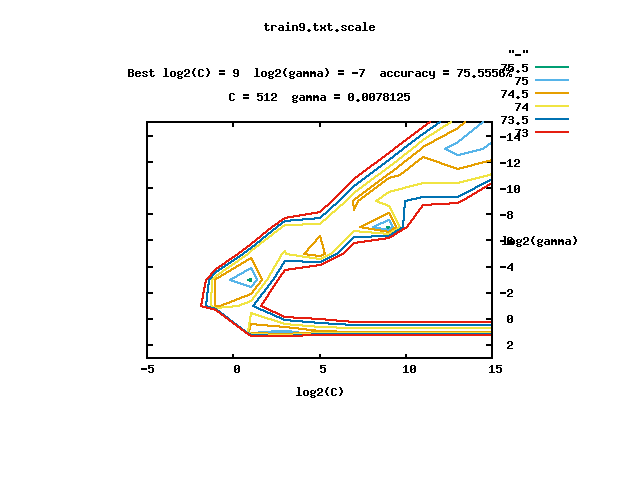 train9.txt.scale
"-"
Best log2(C) = 9  log2(gamma) = -7  accuracy = 75.5556%
75.5
75
C = 512  gamma = 0.0078125
74.5
74
73.5
73
-14
-12
-10
-8
-6
log2(gamma)
-4
-2
0
2
-5 0 5 10 15
log2(C)